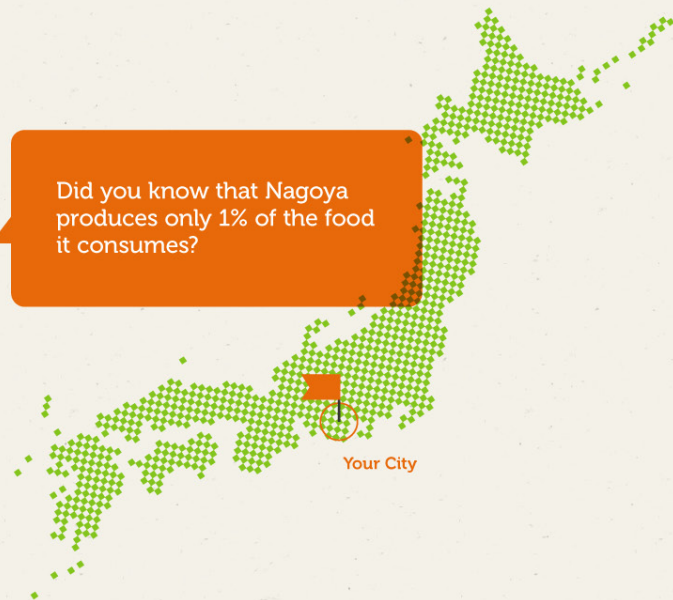 Did you know that Nagoya
produces only 1% of the food
it consumes?
Your City